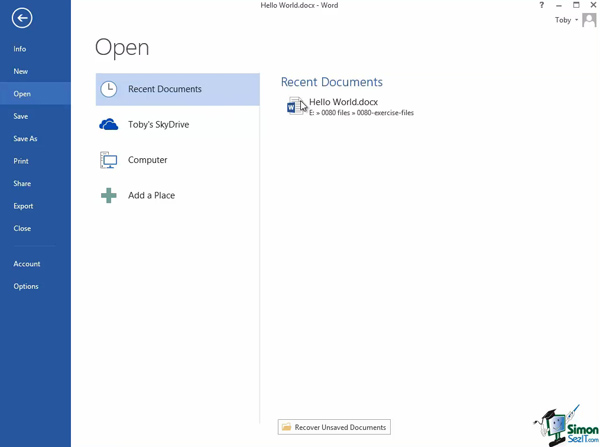 Hello World.docx - Word
?
Toby
Info
New
Open
Save
Save As
Print
Share
Export
Close
Account
Options
Open
Recent Documents
Toby's SkyDrive
Computer
Add a Place
Recent Documents
Hello World.docx
E: » 0080 files » 0080-exercise-files
Recover Unsaved Documents
Simon
SezIT.com